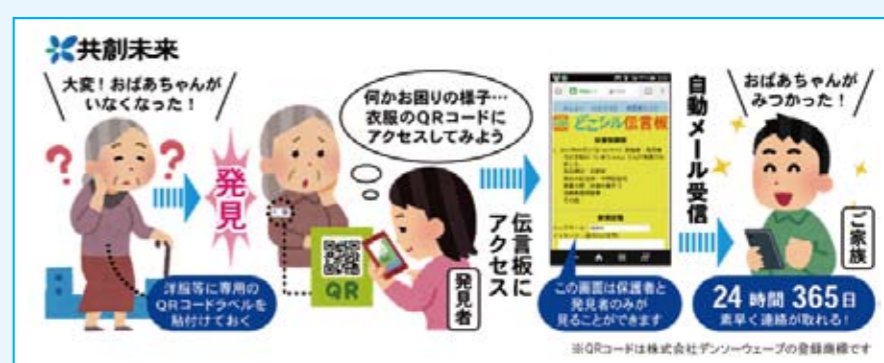 共創未来
大変！おばあちゃんが
いなくなった！
?
?
発見
洋服等に専用の
QRコードラベルを
貼付けておく
何かお困りの様子…
衣服のQRコードに
アクセスしてみよう
QR
発見者
伝言板に
アクセス
どこシル伝言板
この画面は保護者と
発見者のみが
見ることができます
自動メール受信
おばあちゃんが
みつかった！
ご家族
24時間 365日
素早く連絡が取れる！
※QRコードは株式会社デンソーウェーブの登録商標です